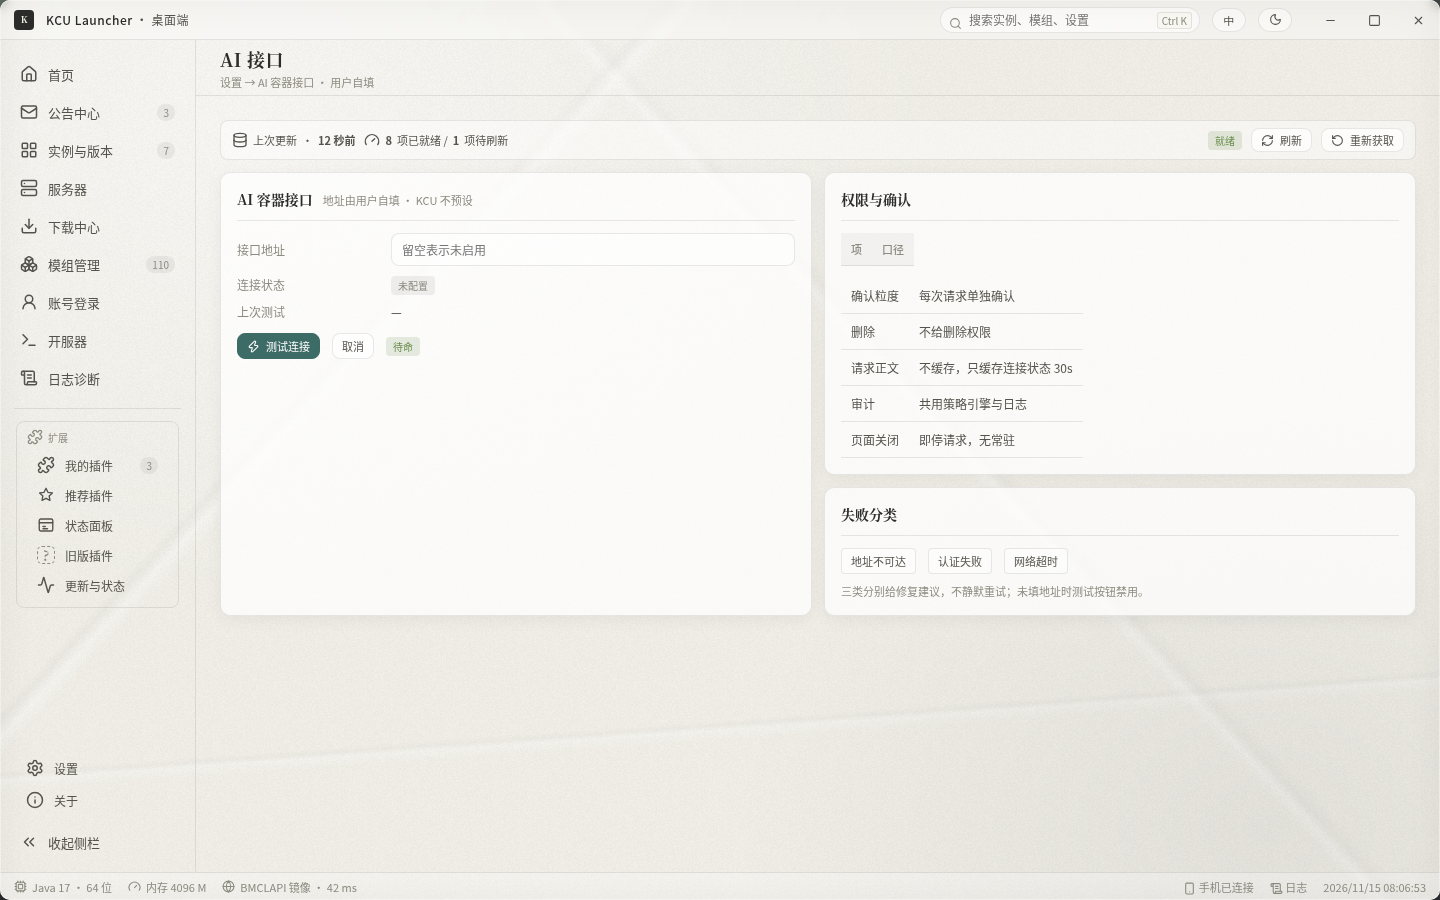 K KCU Launcher · 桌面端
搜索实例、模组、设置 Ctrl K
中
首页
公告中心 3
实例与版本 7
服务器
下载中心
模组管理 110
账号登录
开服器
日志诊断
扩展
我的插件 3
推荐插件
状态面板
旧版插件
更新与状态
设置
关于
收起侧栏
AI 接口
设置 → AI 容器接口 · 用户自填
上次更新 · 12 秒前 8 项已就绪 / 1 项待刷新
就绪 刷新 重新获取
AI 容器接口 地址由用户自填 · KCU 不预设
接口地址 留空表示未启用
连接状态 未配置
上次测试 —
测试连接 取消 待命
权限与确认
项 口径
确认粒度 每次请求单独确认
删除 不给删除权限
请求正文 不缓存，只缓存连接状态 30s
审计 共用策略引擎与日志
页面关闭 即停请求，无常驻
失败分类
地址不可达 认证失败 网络超时
三类分别给修复建议，不静默重试；未填地址时测试按钮禁用。
Java 17 · 64 位 内存 4096 M BMCLAPI 镜像 · 42 ms
手机已连接 日志 2026/11/15 08:06:53